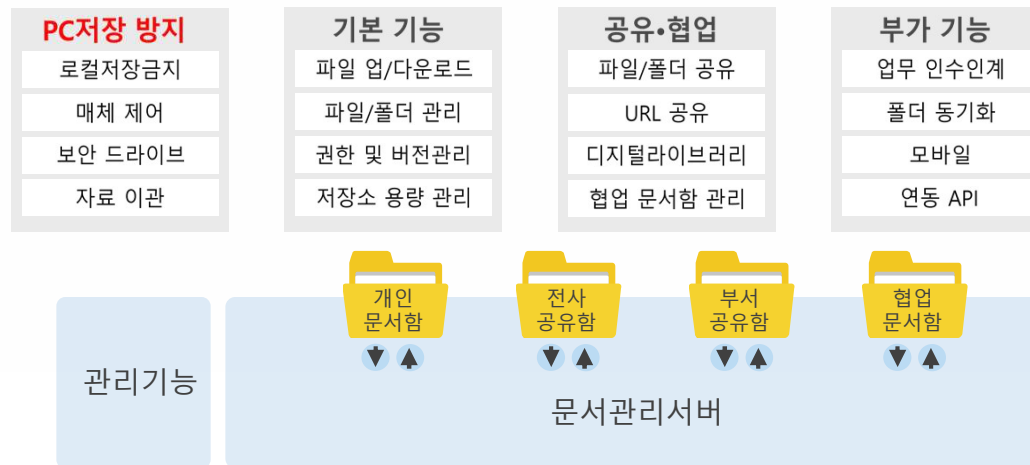 PC저장 방지
로컬저장금지
매체 제어
보안 드라이브
자료 이관
기본 기능
파일 업/다운로드
파일/폴더 관리
권한 및 버전관리
저장소 용량 관리
공유•협업
파일/폴더 공유
URL 공유
디지털라이브러리
협업 문서함 관리
부가 기능
업무 인수인계
폴더 동기화
모바일
연동 API
개인
문서함
전사
공유함
부서
공유함
협업
문서함
관리기능
문서관리서버